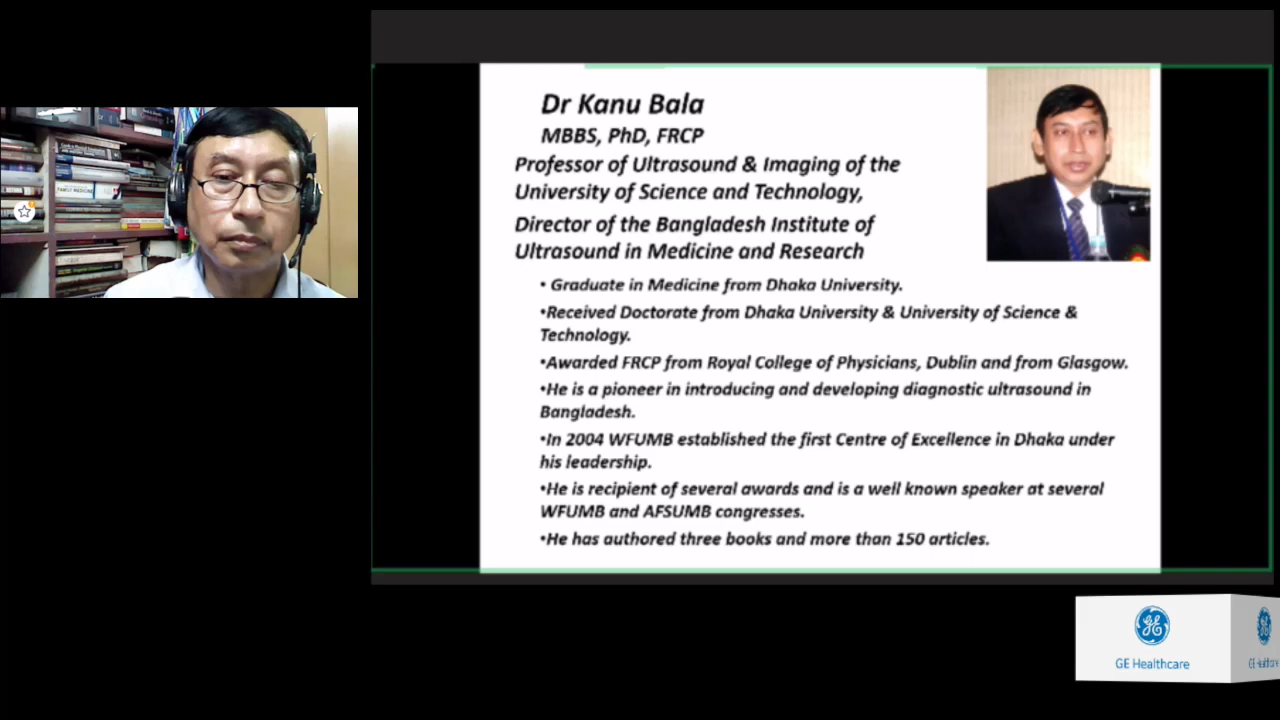 Dr Kanu Bala
MBBS, PhD, FRCP
Professor of Ultrasound & Imaging of the
University of Science and Technology,
Director of the Bangladesh Institute of
Ultrasound in Medicine and Research
• Graduate in Medicine from Dhaka University.
•Received Doctorate from Dhaka University & University of Science &
Technology.
•Awarded FRCP from Royal College of Physicians, Dublin and from Glasgow.
•He is a pioneer in introducing and developing diagnostic ultrasound in
Bangladesh.
•In 2004 WFUMB established the first Centre of Excellence in Dhaka under
his leadership.
•He is recipient of several awards and is a well known speaker at several
WFUMB and AFSUMB congresses.
•He has authored three books and more than 150 articles.
GE Healthcare